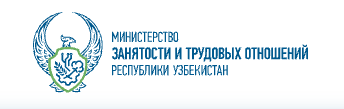 МИНИСТЕРСТВО
ЗАНЯТОСТИ И ТРУДОВЫХ ОТНОШЕНИЙ
РЕСПУБЛИКИ УЗБЕКИСТАН